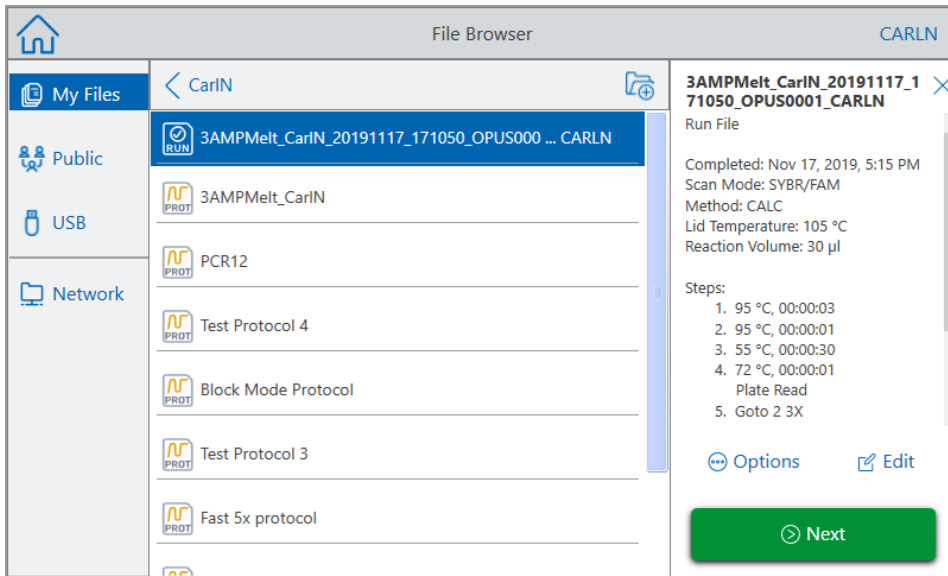 File Browser
CARLN
My Files
Public
USB
Network
CarlN
RUN
3AMPMelt_CarlN_20191117_171050_OPUS000 ... CARLN
PROT
3AMPMelt_CarlN
PROT
PCR12
PROT
Test Protocol 4
PROT
Block Mode Protocol
PROT
Test Protocol 3
PROT
Fast 5x protocol
3AMPMelt_CarlN_20191117_1
71050_OPUS0001_CARLN
Run File
Completed: Nov 17, 2019, 5:15 PM
Scan Mode: SYBR/FAM
Method: CALC
Lid Temperature: 105 °C
Reaction Volume: 30 µl
Steps:
1. 95 °C, 00:00:03
2. 95 °C, 00:00:01
3. 55 °C, 00:00:30
4. 72 °C, 00:00:01
Plate Read
5. Goto 2 3X
Options
Edit
Next